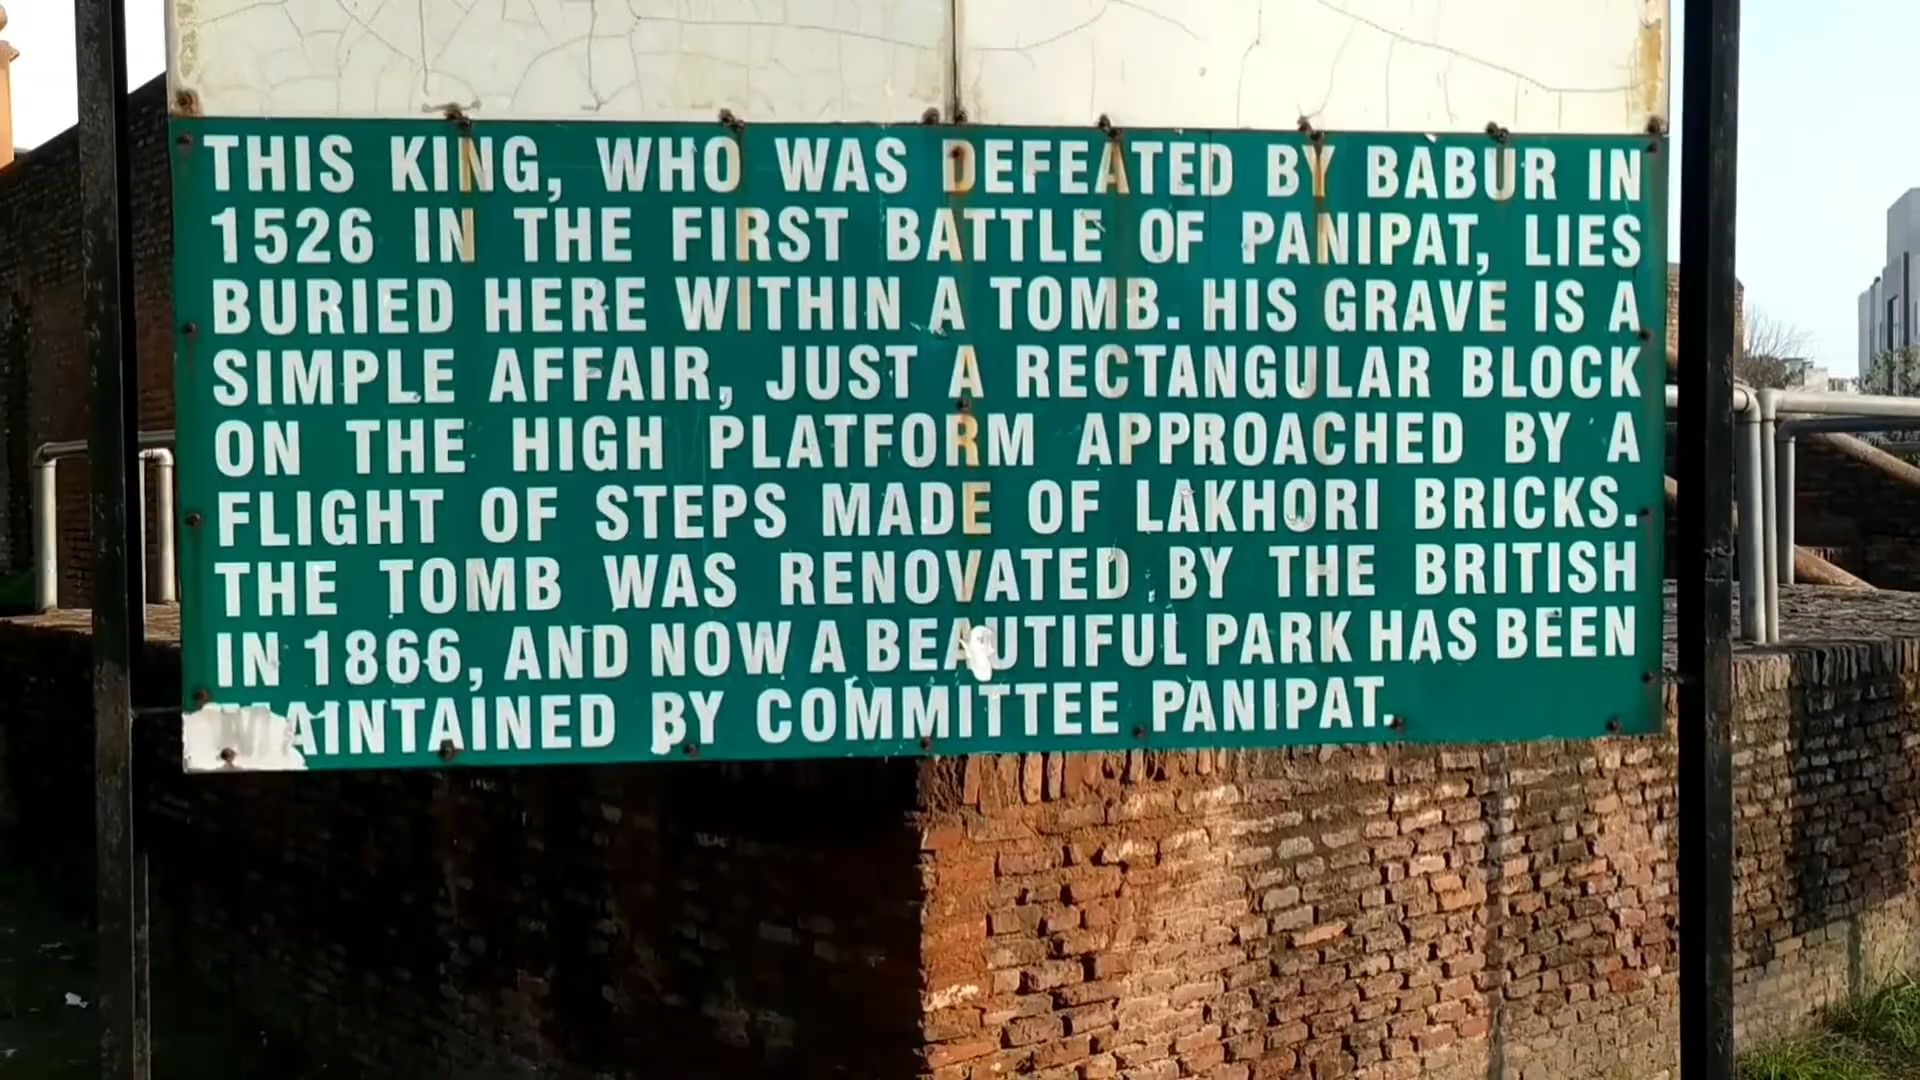 THIS KING, WHO WAS DEFEATED BY BABUR IN
1526 IN THE FIRST BATTLE OF PANIPAT, LIES
BURIED HERE WITHIN A TOMB. HIS GRAVE IS A
SIMPLE AFFAIR, JUST A RECTANGULAR BLOCK
ON THE HIGH PLATFORM APPROACHED BY A
FLIGHT OF STEPS MADE OF LAKHORI BRICKS.
THE TOMB WAS RENOVATED BY THE BRITISH
IN 1866, AND NOW A BEAUTIFUL PARK HAS BEEN
MAINTAINED BY COMMITTEE PANIPAT.